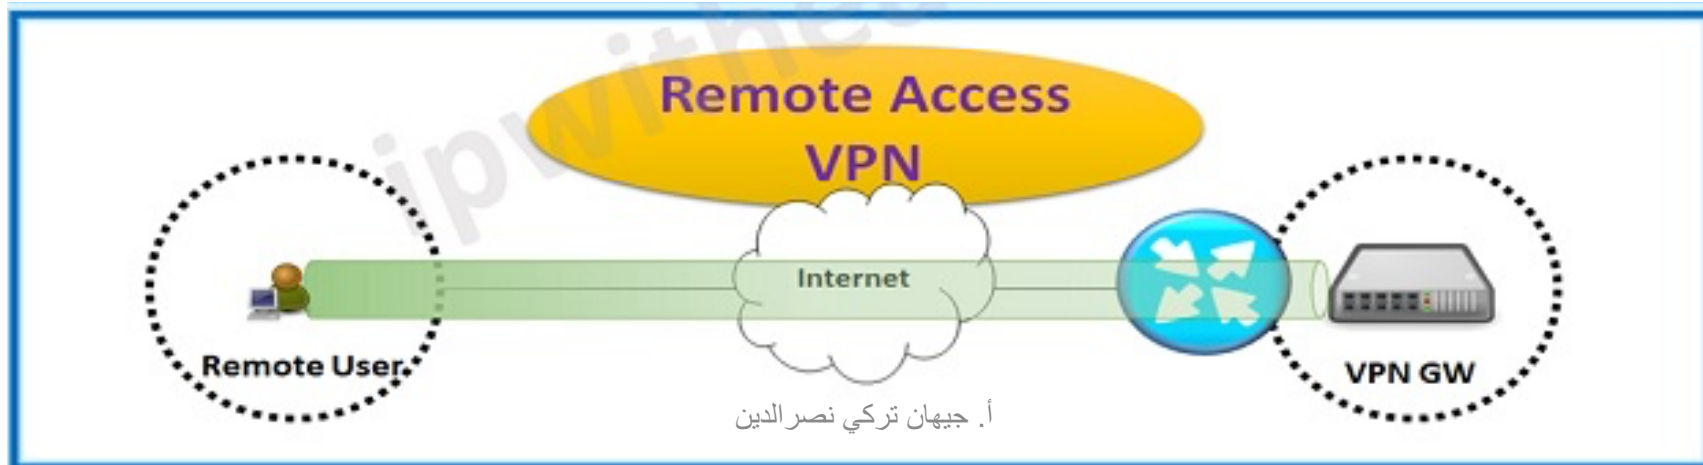 Remote Access
VPN
Internet
Remote User
VPN GW
أ. جيهان تركي نصرالدين